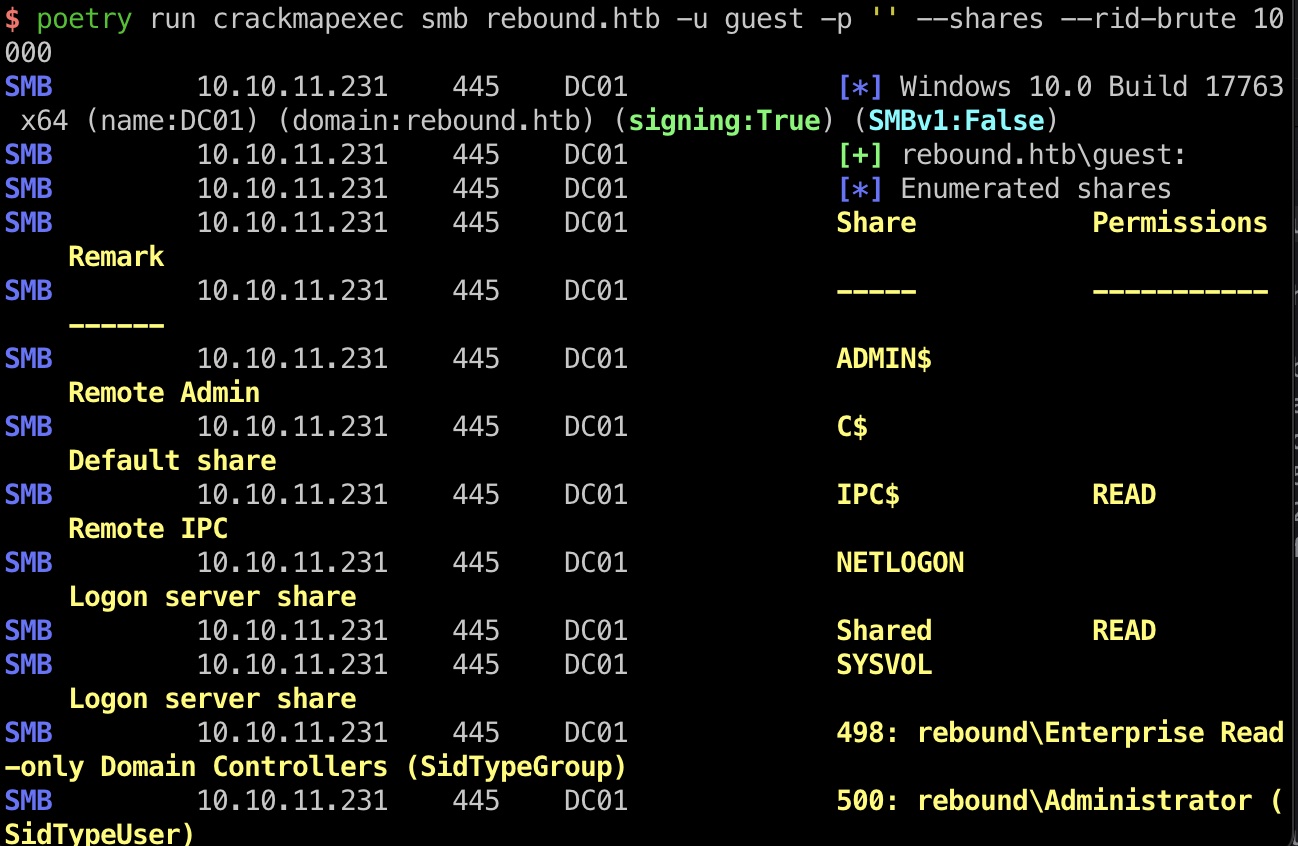 $ poetry run crackmapexec smb rebound.htb -u guest -p '' --shares --rid-brute 10
000
SMB         10.10.11.231    445    DC01             [*] Windows 10.0 Build 17763
 x64 (name:DC01) (domain:rebound.htb) (signing:True) (SMBv1:False)
SMB         10.10.11.231    445    DC01             [+] rebound.htb\guest:
SMB         10.10.11.231    445    DC01             [*] Enumerated shares
SMB         10.10.11.231    445    DC01             Share           Permissions
    Remark
SMB         10.10.11.231    445    DC01             -----           -----------
    ------
SMB         10.10.11.231    445    DC01             ADMIN$
    Remote Admin
SMB         10.10.11.231    445    DC01             C$
    Default share
SMB         10.10.11.231    445    DC01             IPC$            READ
    Remote IPC
SMB         10.10.11.231    445    DC01             NETLOGON
    Logon server share
SMB         10.10.11.231    445    DC01             Shared          READ
SMB         10.10.11.231    445    DC01             SYSVOL
    Logon server share
SMB         10.10.11.231    445    DC01             498: rebound\Enterprise Read
-only Domain Controllers (SidTypeGroup)
SMB         10.10.11.231    445    DC01             500: rebound\Administrator (
SidTypeUser)